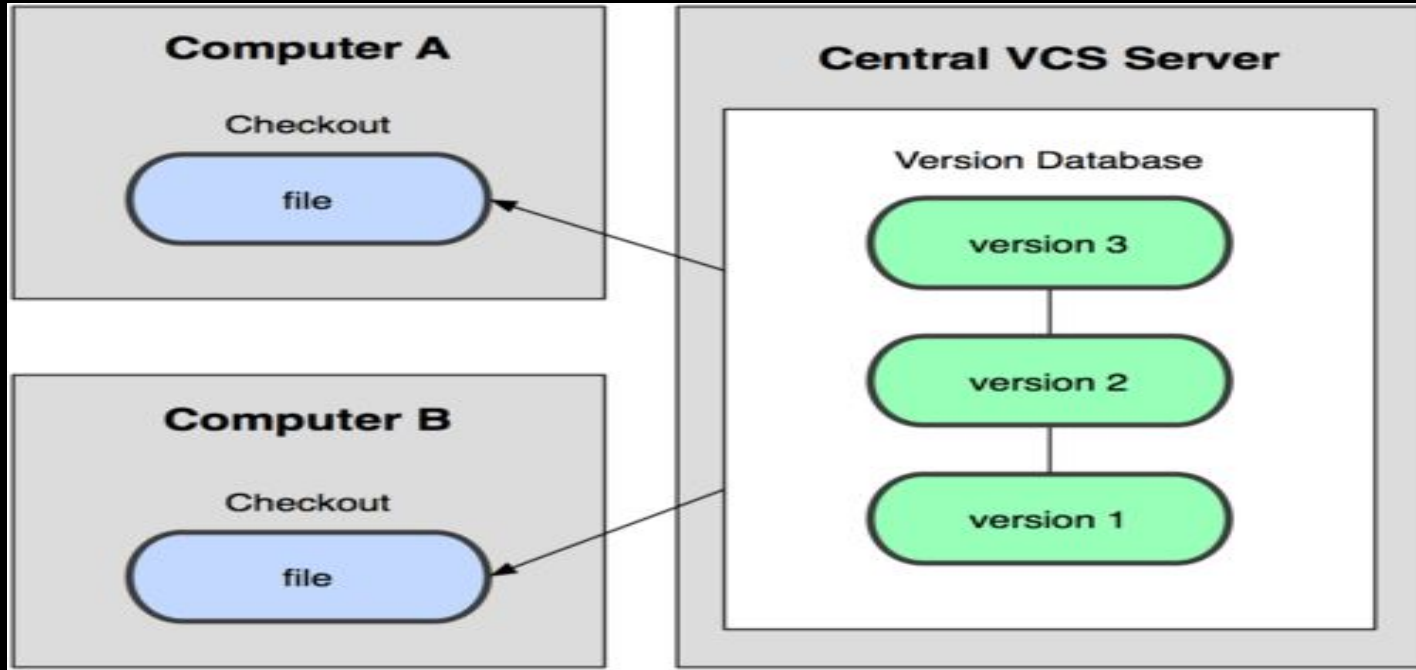 Computer A
Checkout
file
Computer B
Checkout
file
Central VCS Server
Version Database
version 3
version 2
version 1